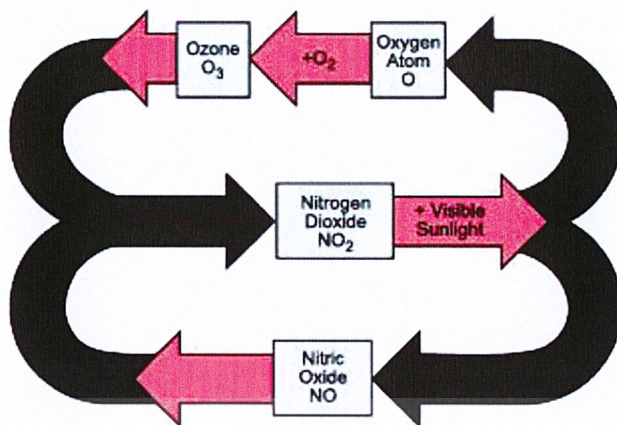 Ozone
O₃
+O₂
Oxygen
Atom
O
Nitrogen
Dioxide
NO₂
+ Visible
Sunlight
Nitric
Oxide
NO